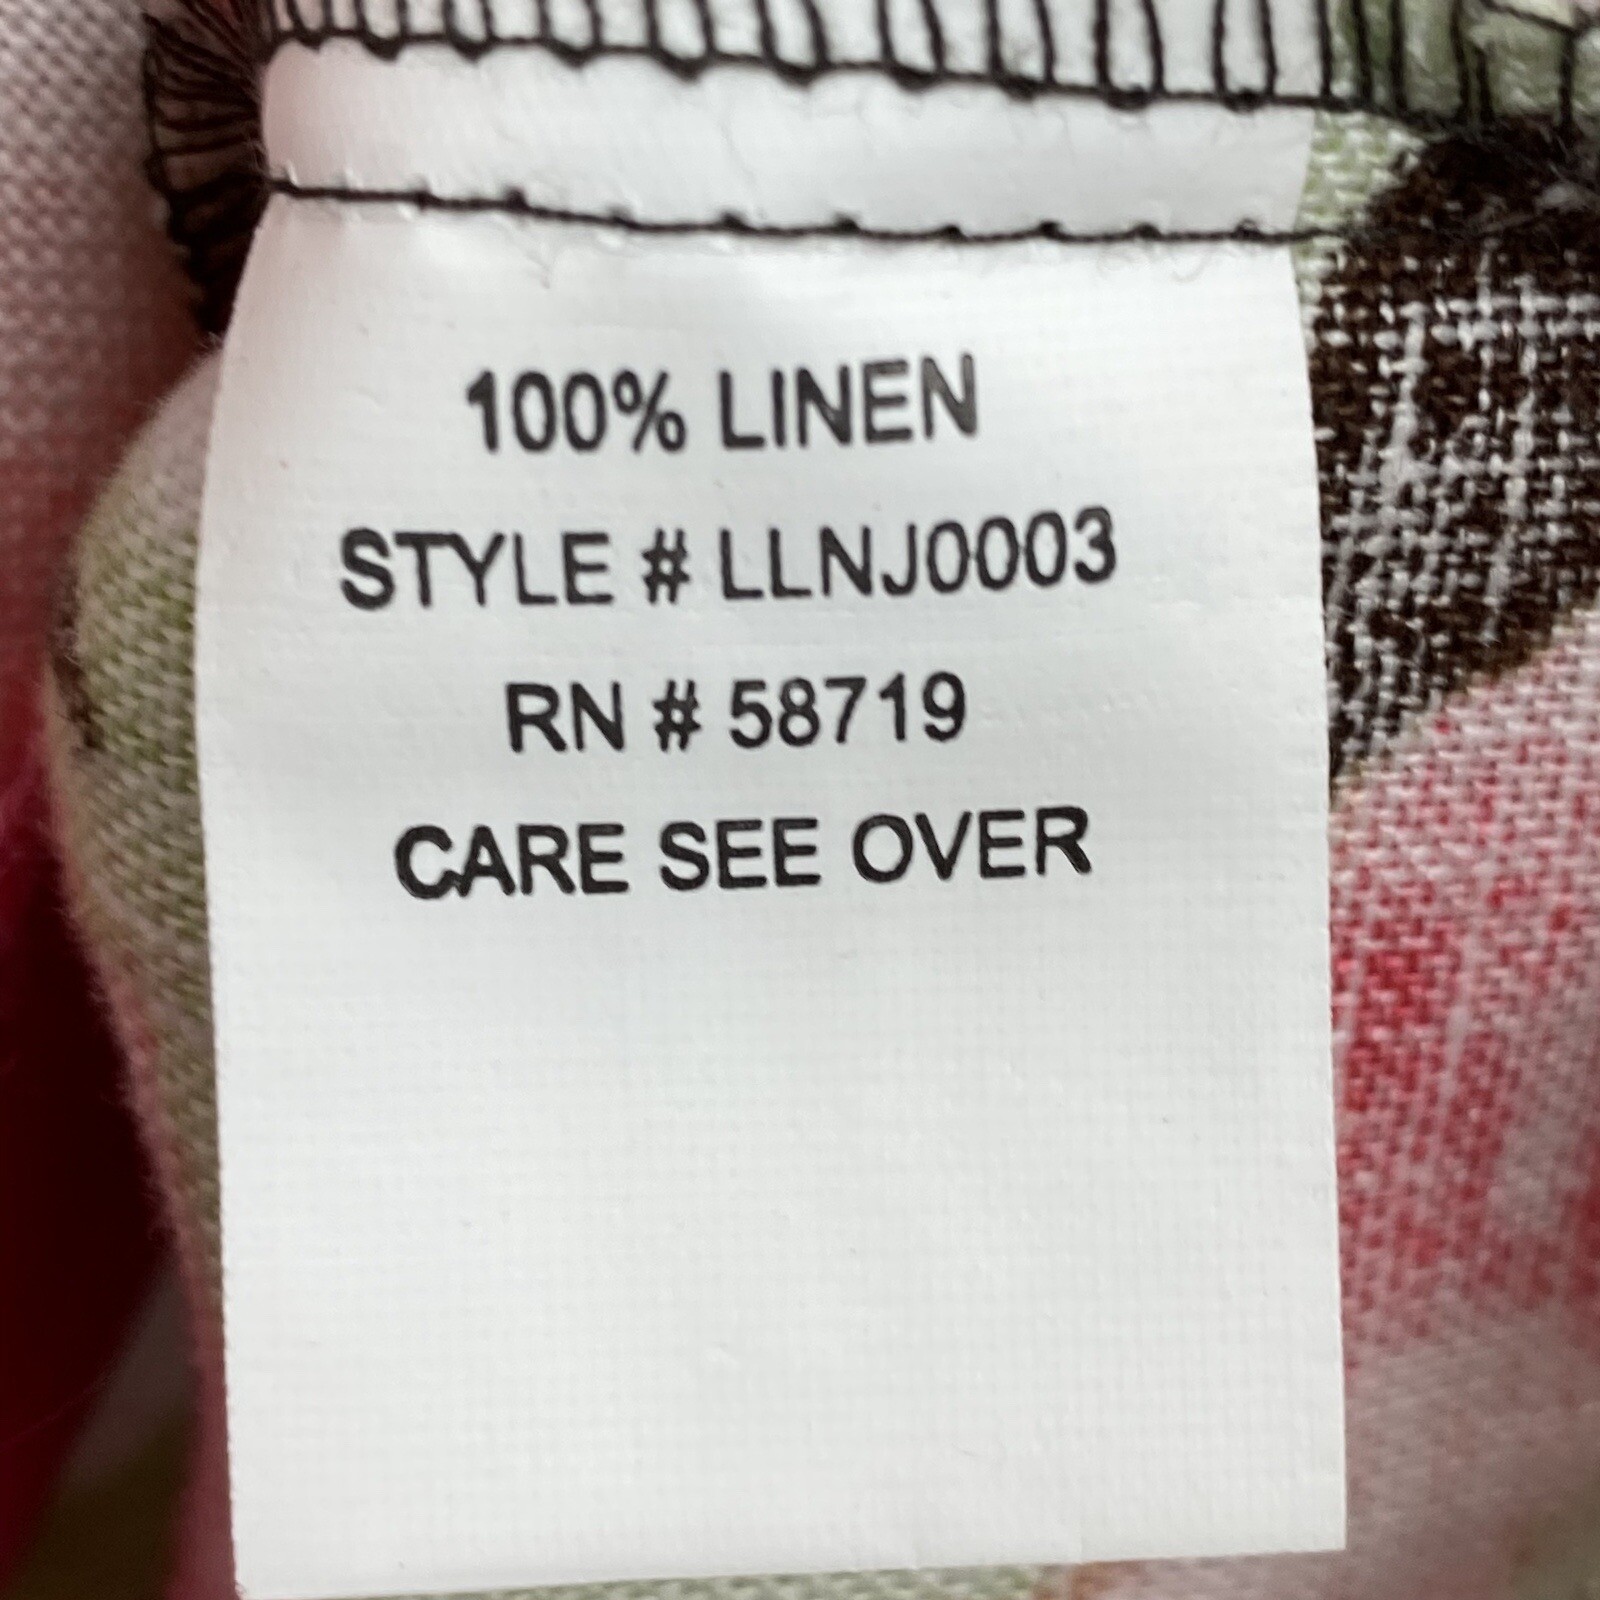 100% LINEN
STYLE # LLNJ0003
RN # 58719
CARE SEE OVER